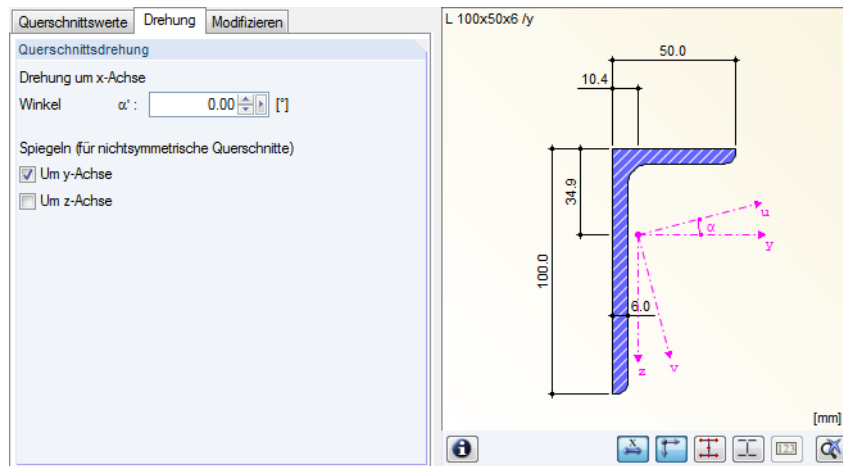 Querschnittswerte Drehung Modifizieren
Querschnittsdrehung
Drehung um x-Achse
Winkel α' : 0.00 [°]
Spiegeln (für nichtsymmetrische Querschnitte)
Um y-Achse
Um z-Achse
L 100x50x6 /y
50.0
10.4
34.9
100.0
6.0
u
α
y
z
v
[mm]
X
123